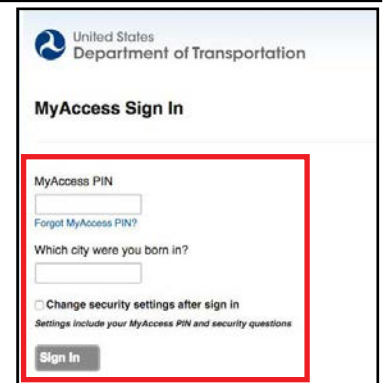 United States
Department of Transportation
MyAccess Sign In
MyAccess PIN
Forgot MyAccess PIN?
Which city were you born in?
Change security settings after sign in
Settings include your MyAccess PIN and security questions
Sign In